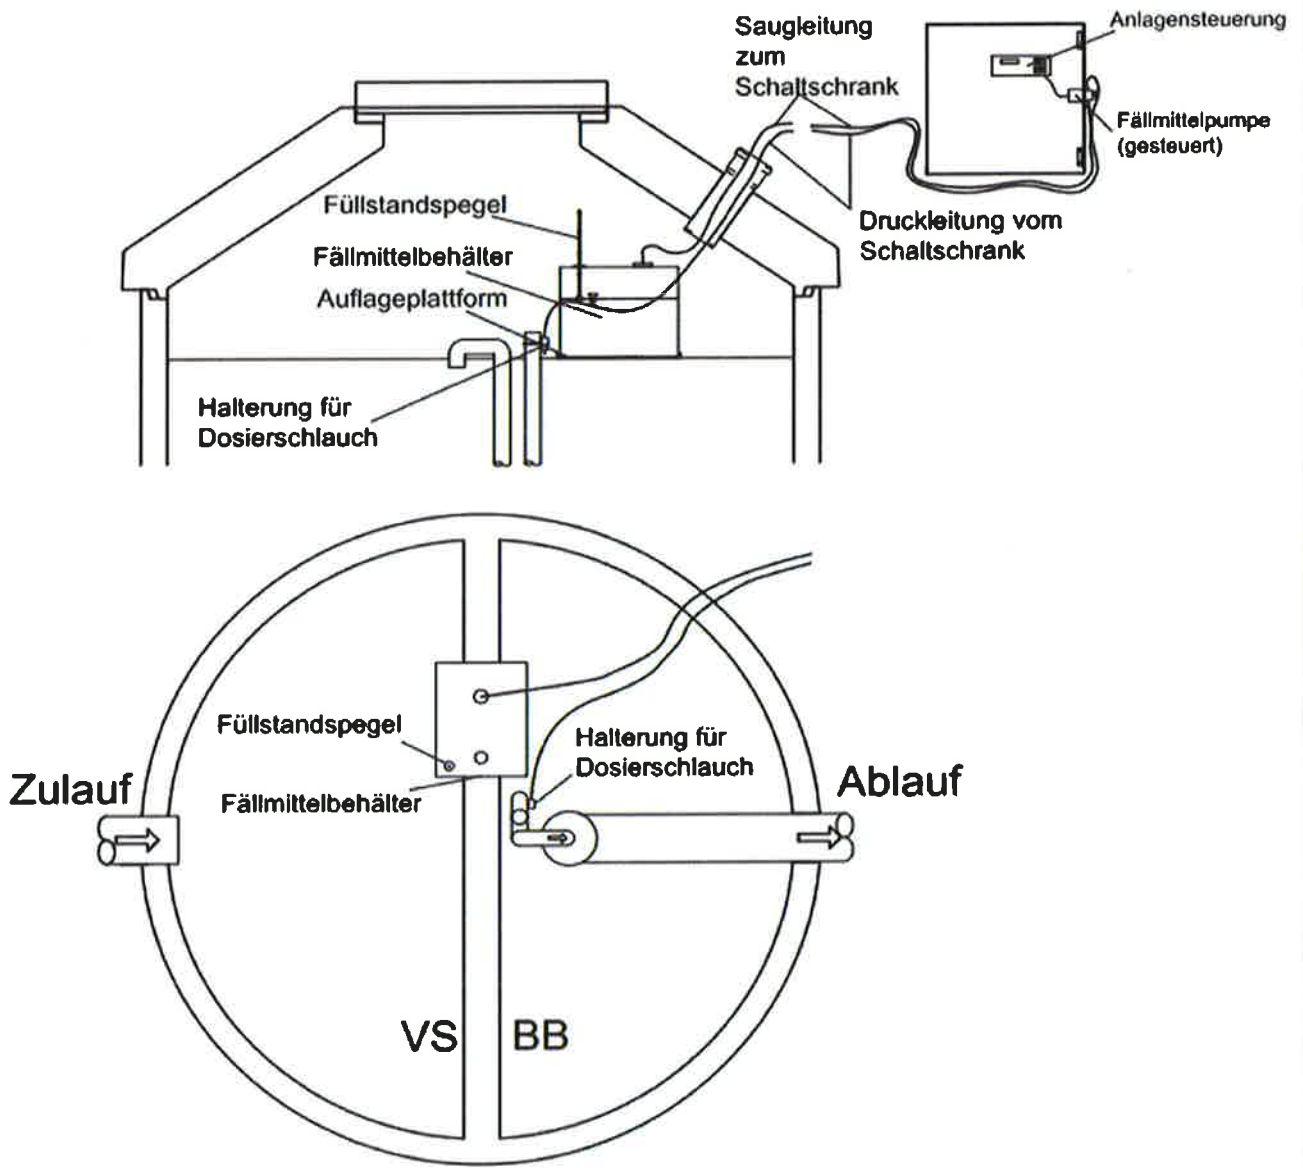 Saugleitung
zum
Schaltschrank
Anlagensteuerung
Fällmittelpumpe
(gesteuert)
Füllstandspegel
Druckleitung vom
Schaltschrank
Fällmittelbehälter
Auflageplattform
Halterung für
Dosierschlauch
Füllstandspegel
Halterung für
Dosierschlauch
Zulauf
Fällmittelbehälter
Ablauf
VS
BB